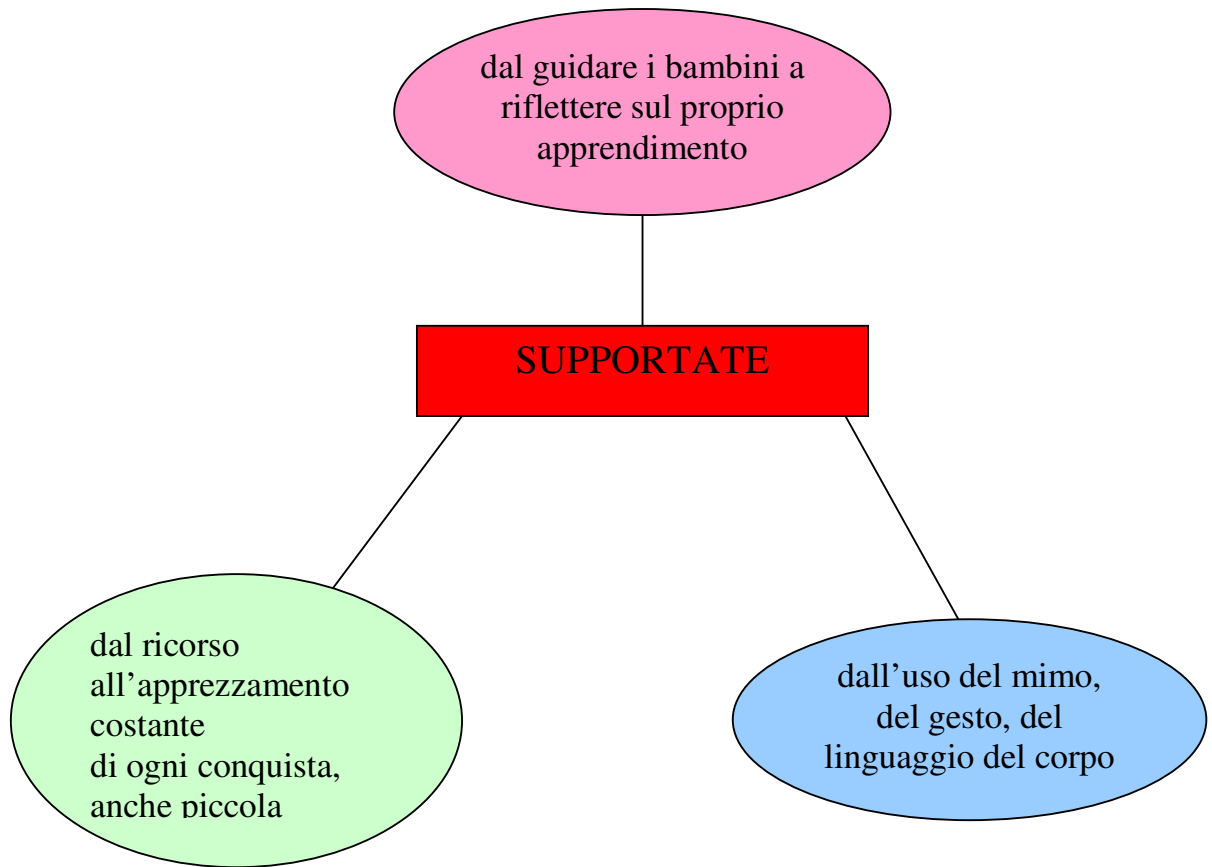 dal guidare i bambini a
riflettere sul proprio
apprendimento
SUPPORTATE
dal ricorso
all’apprezzamento
costante
di ogni conquista,
anche piccola
dall’uso del mimo,
del gesto, del
linguaggio del corpo